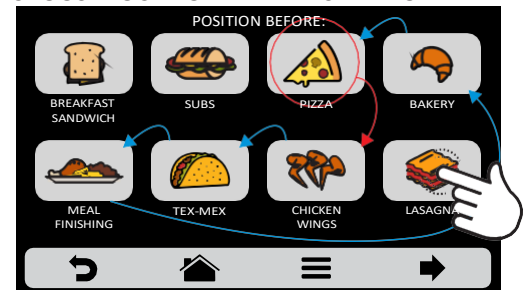 POSITION BEFORE:
BREAKFAST
SANDWICH
SUBS
PIZZA
BAKERY
MEAL
FINISHING
TEX-MEX
CHICKEN
WINGS
LASAGNA